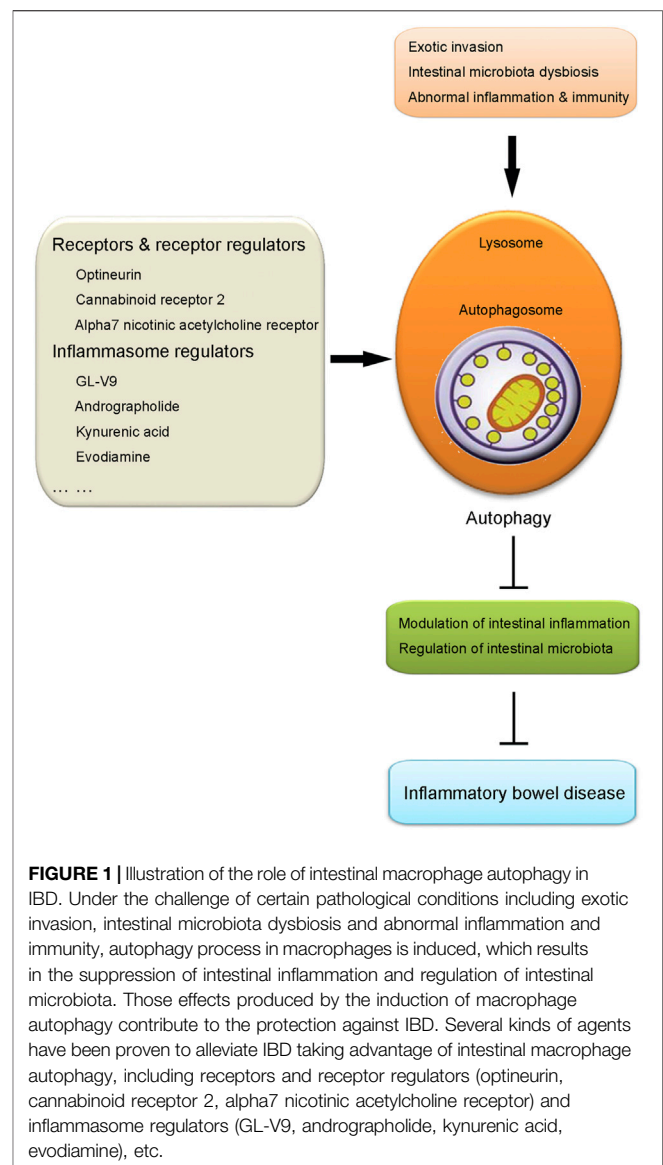 Exotic invasion
Intestinal microbiota dysbiosis
Abnormal inflammation & immunity
Receptors & receptor regulators
Optineurin
Cannabinoid receptor 2
Alpha7 nicotinic acetylcholine receptor
Inflammasome regulators
GL-V9
Andrographolide
Kynurenic acid
Evodiamine
... ...
Lysosome
Autophagosome
Autophagy
Modulation of intestinal inflammation
Regulation of intestinal microbiota
Inflammatory bowel disease
FIGURE 1 | Illustration of the role of intestinal macrophage autophagy in
IBD. Under the challenge of certain pathological conditions including exotic
invasion, intestinal microbiota dysbiosis and abnormal inflammation and
immunity, autophagy process in macrophages is induced, which results
in the suppression of intestinal inflammation and regulation of intestinal
microbiota. Those effects produced by the induction of macrophage
autophagy contribute to the protection against IBD. Several kinds of agents
have been proven to alleviate IBD taking advantage of intestinal macrophage
autophagy, including receptors and receptor regulators (optineurin,
cannabinoid receptor 2, alpha7 nicotinic acetylcholine receptor) and
inflammasome regulators (GL-V9, andrographolide, kynurenic acid,
evodiamine), etc.